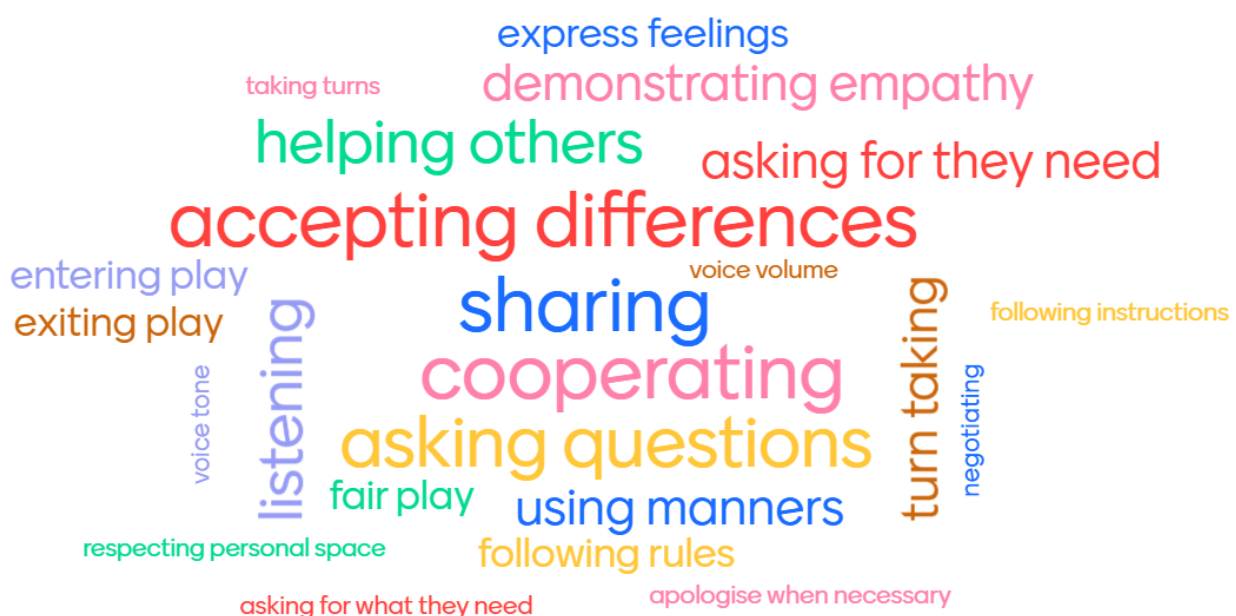 express feelings
taking turns
demonstrating empathy
helping others
asking for they need
accepting differences
entering play
voice volume
sharing
exiting play
listening
turn taking
following instructions
cooperating
voice tone
negotiating
asking questions
fair play
using manners
respecting personal space
following rules
asking for what they need
apologise when necessary